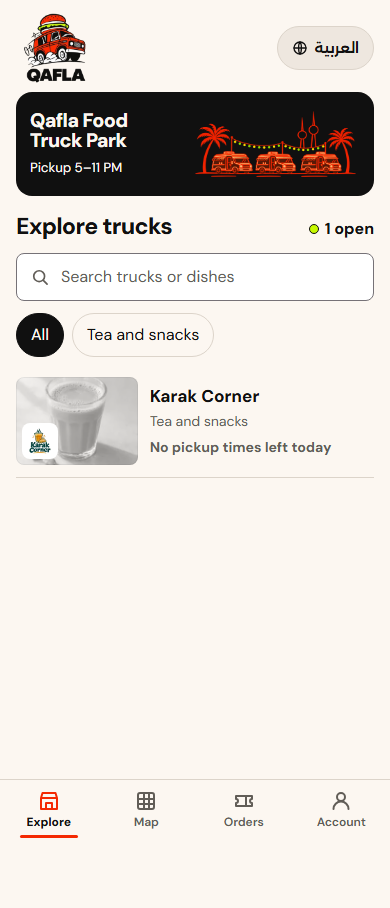 QAFLA
العربية
Qafla Food
Truck Park
Pickup 5–11 PM
Explore trucks
1 open
Search trucks or dishes
All
Tea and snacks
Karak Corner
Karak
Corner
Tea and snacks
No pickup times left today
Explore
Map
Orders
Account